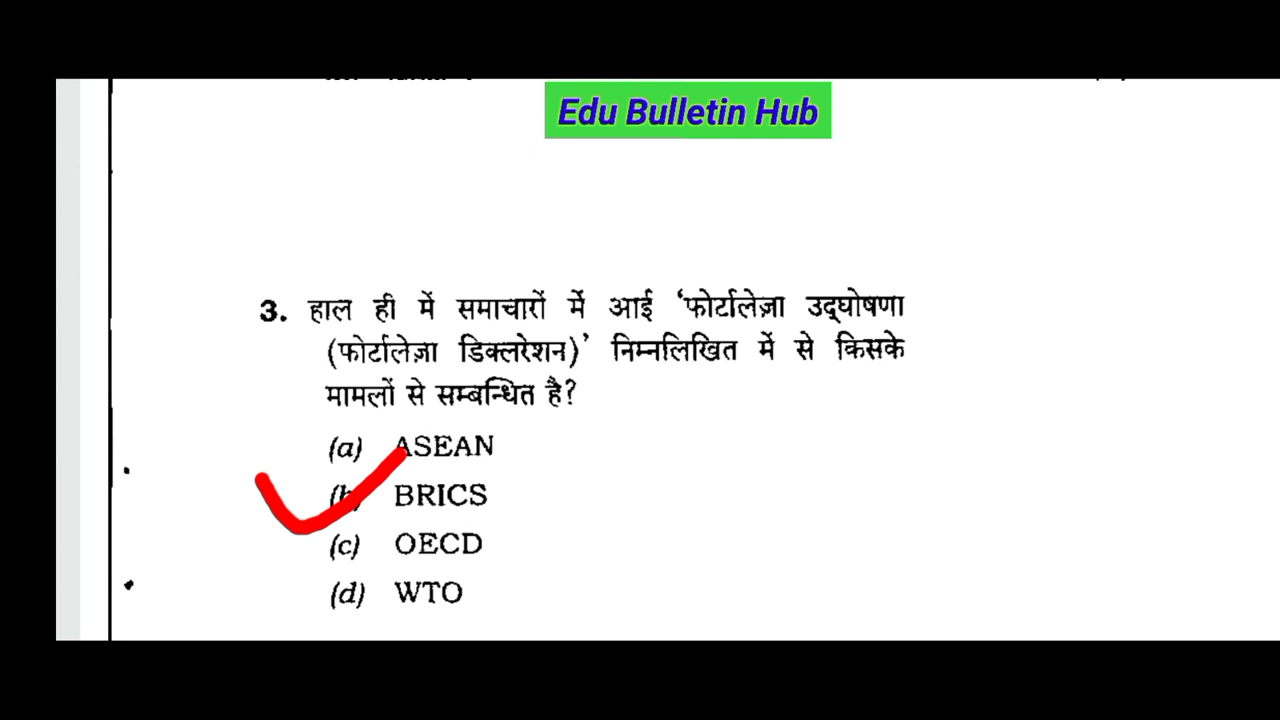 Edu Bulletin Hub
3. हाल ही में समाचारों में आई ‘फोर्टालेज़ा उद्घोषणा
(फोर्टालेज़ा डिक्लरेशन)’ निम्नलिखित में से किसके
मामलों से सम्बन्धित है?
(a) ASEAN
(b) BRICS
(c) OECD
(d) WTO